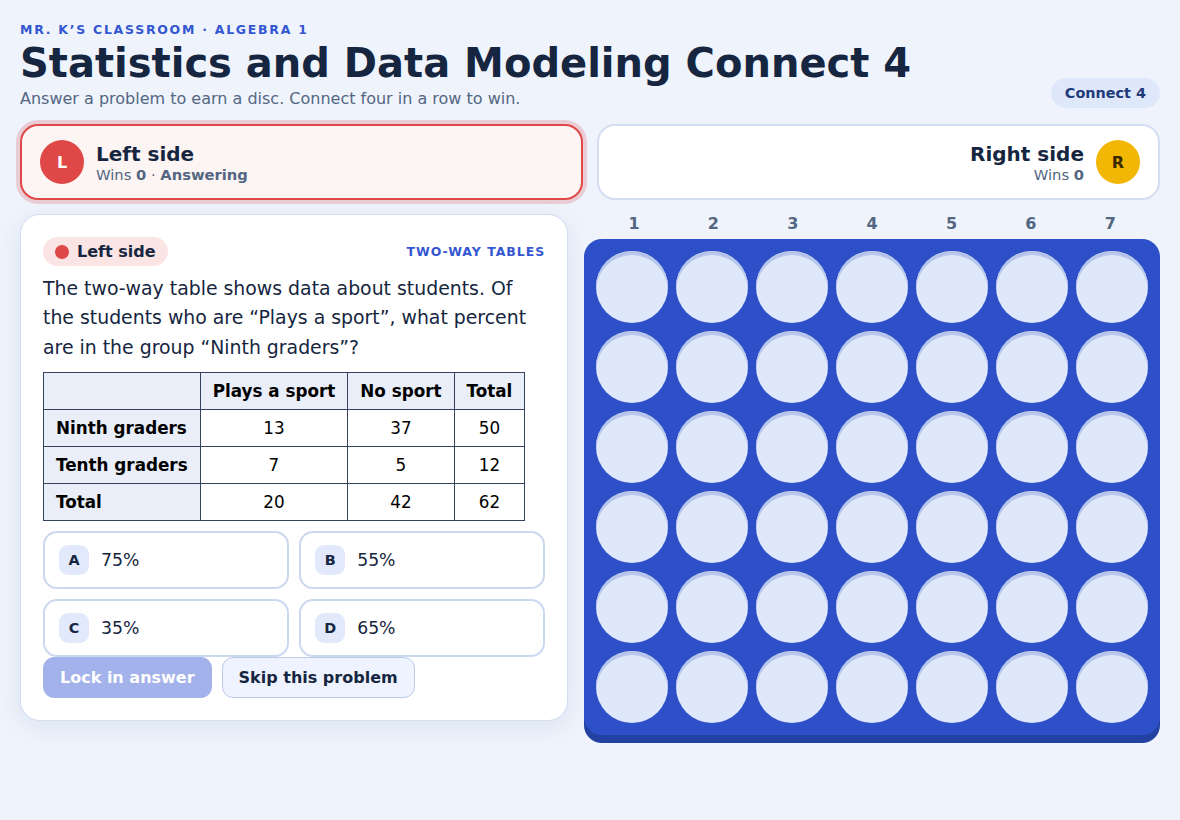 MR. K’S CLASSROOM · ALGEBRA 1
Statistics and Data Modeling Connect 4
Answer a problem to earn a disc. Connect four in a row to win.
Connect 4
L
Left side
Wins 0 · Answering
Right side
Wins 0
R
Left side
TWO-WAY TABLES
The two-way table shows data about students. Of
the students who are “Plays a sport”, what percent
are in the group “Ninth graders”?
Plays a sport No sport Total
Ninth graders 13 37 50
Tenth graders 7 5 12
Total 20 42 62
A 75%
B 55%
C 35%
D 65%
Lock in answer
Skip this problem
1 2 3 4 5 6 7